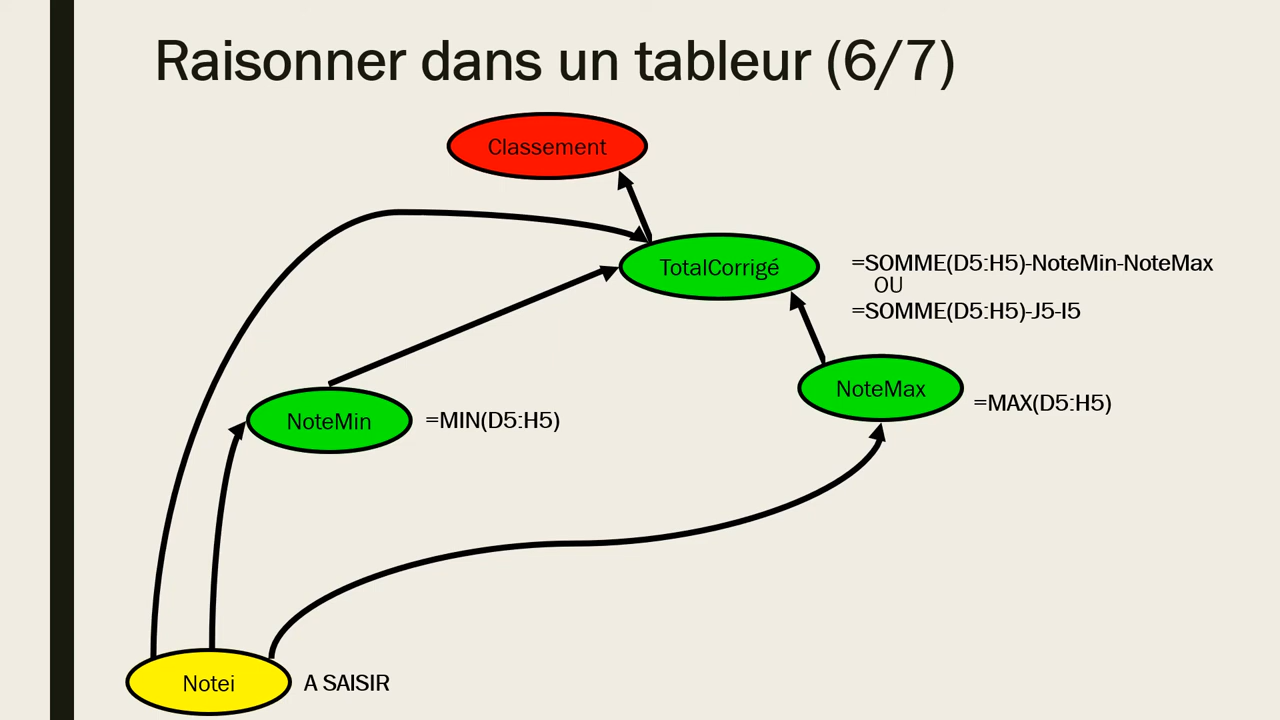 Raisonner dans un tableur (6/7)
Classement
TotalCorrigé
=SOMME(D5:H5)-NoteMin-NoteMax
OU
=SOMME(D5:H5)-J5-I5
NoteMax
=MAX(D5:H5)
NoteMin
=MIN(D5:H5)
Notei
A SAISIR